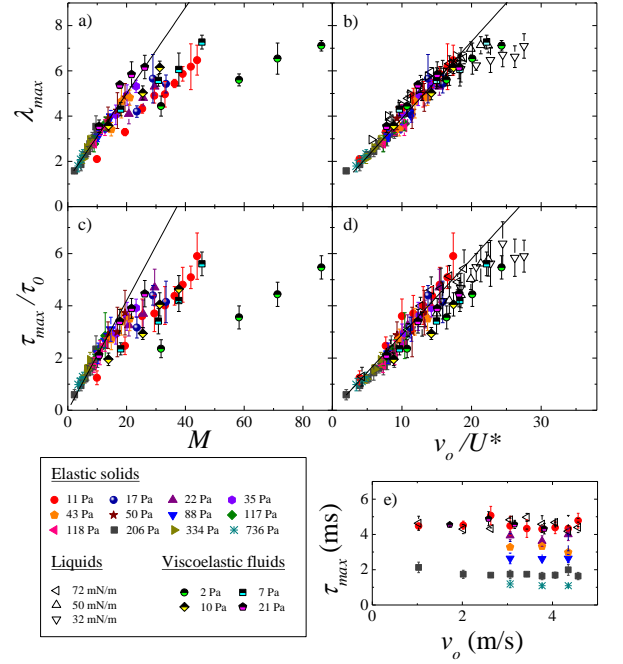 a)
b)
8
6
4
2
0
λmax
c)
d)
8
6
4
2
0
τmax/τ0
0 20 40 60 80
0 10 20 30
M
vo/U*
Elastic solids
11 Pa 17 Pa 22 Pa 35 Pa
43 Pa 50 Pa 88 Pa 117 Pa
118 Pa 206 Pa 334 Pa 736 Pa
Liquids
72 mN/m
50 mN/m
32 mN/m
Viscoelastic fluids
2 Pa 7 Pa
10 Pa 21 Pa
e)
6
4
2
0
τmax (ms)
0 2 4
vo (m/s)